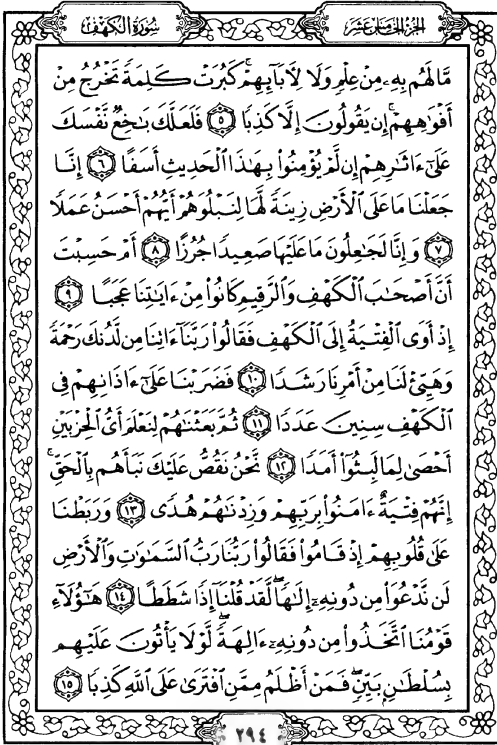 الجزء الخامس عشر
سورة الكهف
مَّا لَهُم بِهِۦ مِنْ عِلْمٍ وَلَا لِأَبَآئِهِمْ ۚ كَبُرَتْ كَلِمَةً تَخْرُجُ مِنْ
أَفْوَٰهِهِمْ ۚ إِن يَقُولُونَ إِلَّا كَذِبًا ٥ فَلَعَلَّكَ بَٰخِعٌ نَّفْسَكَ
عَلَىٰٓ ءَاثَٰرِهِمْ إِن لَّمْ يُؤْمِنُوا۟ بِهَٰذَا ٱلْحَدِيثِ أَسَفًا ٦ إِنَّا
جَعَلْنَا مَا عَلَى ٱلْأَرْضِ زِينَةً لَّهَا لِنَبْلُوَهُمْ أَيُّهُمْ أَحْسَنُ عَمَلًا
٧ وَإِنَّا لَجَٰعِلُونَ مَا عَلَيْهَا صَعِيدًا جُرُزًا ٨ أَمْ حَسِبْتَ
أَنَّ أَصْحَٰبَ ٱلْكَهْفِ وَٱلرَّقِيمِ كَانُوا۟ مِنْ ءَايَٰتِنَا عَجَبًا ٩
إِذْ أَوَى ٱلْفِتْيَةُ إِلَى ٱلْكَهْفِ فَقَالُوا۟ رَبَّنَآ ءَاتِنَا مِن لَّدُنكَ رَحْمَةً
وَهَيِّئْ لَنَا مِنْ أَمْرِنَا رَشَدًا ١٠ فَضَرَبْنَا عَلَىٰٓ ءَاذَانِهِمْ فِى
ٱلْكَهْفِ سِنِينَ عَدَدًا ١١ ثُمَّ بَعَثْنَٰهُمْ لِنَعْلَمَ أَىُّ ٱلْحِزْبَيْنِ
أَحْصَىٰ لِمَا لَبِثُوٓا۟ أَمَدًا ١٢ نَّحْنُ نَقُصُّ عَلَيْكَ نَبَأَهُم بِٱلْحَقِّ ۚ
إِنَّهُمْ فِتْيَةٌ ءَامَنُوا۟ بِرَبِّهِمْ وَزِدْنَٰهُمْ هُدًى ١٣ وَرَبَطْنَا
عَلَىٰ قُلُوبِهِمْ إِذْ قَامُوا۟ فَقَالُوا۟ رَبُّنَا رَبُّ ٱلسَّمَٰوَٰتِ وَٱلْأَرْضِ
لَن نَّدْعُوَا۟ مِن دُونِهِۦٓ إِلَٰهًا ۖ لَّقَدْ قُلْنَآ إِذًا شَطَطًا ١٤ هَٰٓؤُلَآءِ
قَوْمُنَا ٱتَّخَذُوا۟ مِن دُونِهِۦٓ ءَالِهَةً ۖ لَّوْلَا يَأْتُونَ عَلَيْهِم
بِسُلْطَٰنٍۭ بَيِّنٍ ۖ فَمَنْ أَظْلَمُ مِمَّنِ ٱفْتَرَىٰ عَلَى ٱللَّهِ كَذِبًا ١٥
٢٩٤